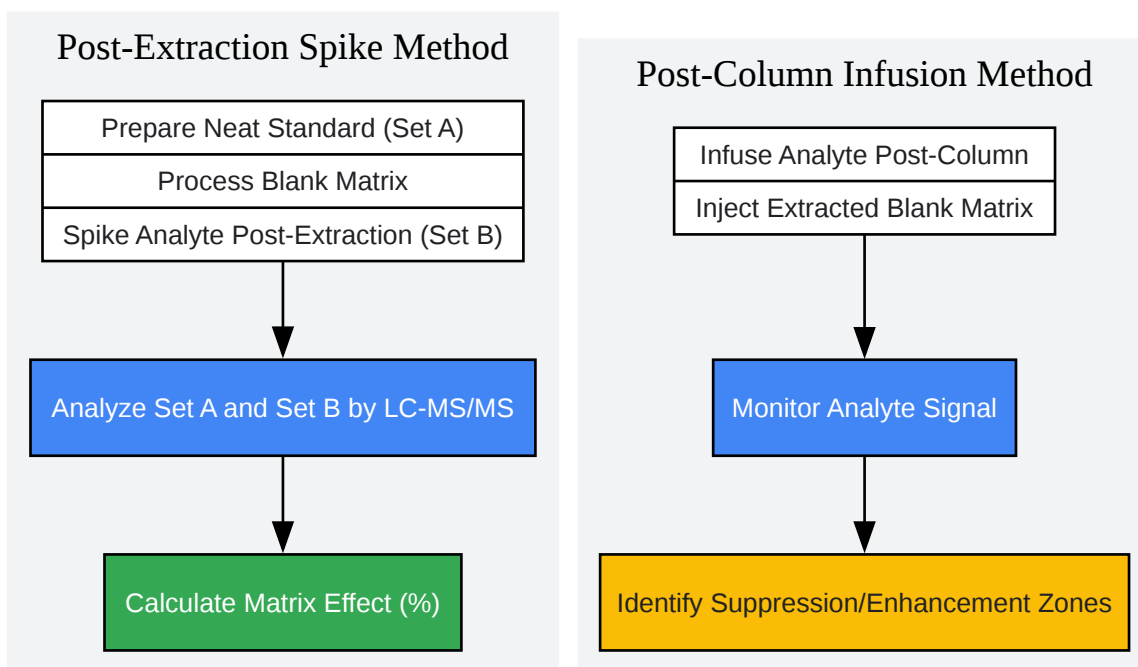 Post-Extraction Spike Method
Prepare Neat Standard (Set A)
Process Blank Matrix
Spike Analyte Post-Extraction (Set B)
Analyze Set A and Set B by LC-MS/MS
Calculate Matrix Effect (%)
Post-Column Infusion Method
Infuse Analyte Post-Column
Inject Extracted Blank Matrix
Monitor Analyte Signal
Identify Suppression/Enhancement Zones